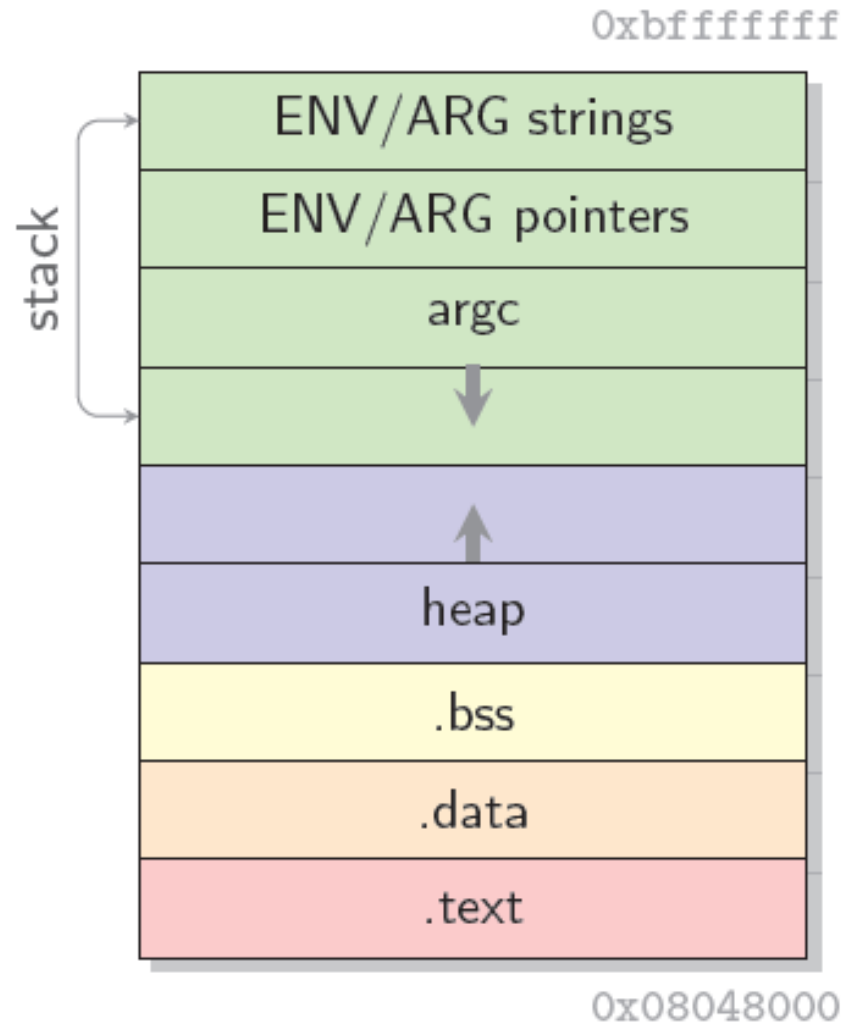 0xbfffffff
ENV/ARG strings
ENV/ARG pointers
stack
argc
heap
.bss
.data
.text
0x08048000